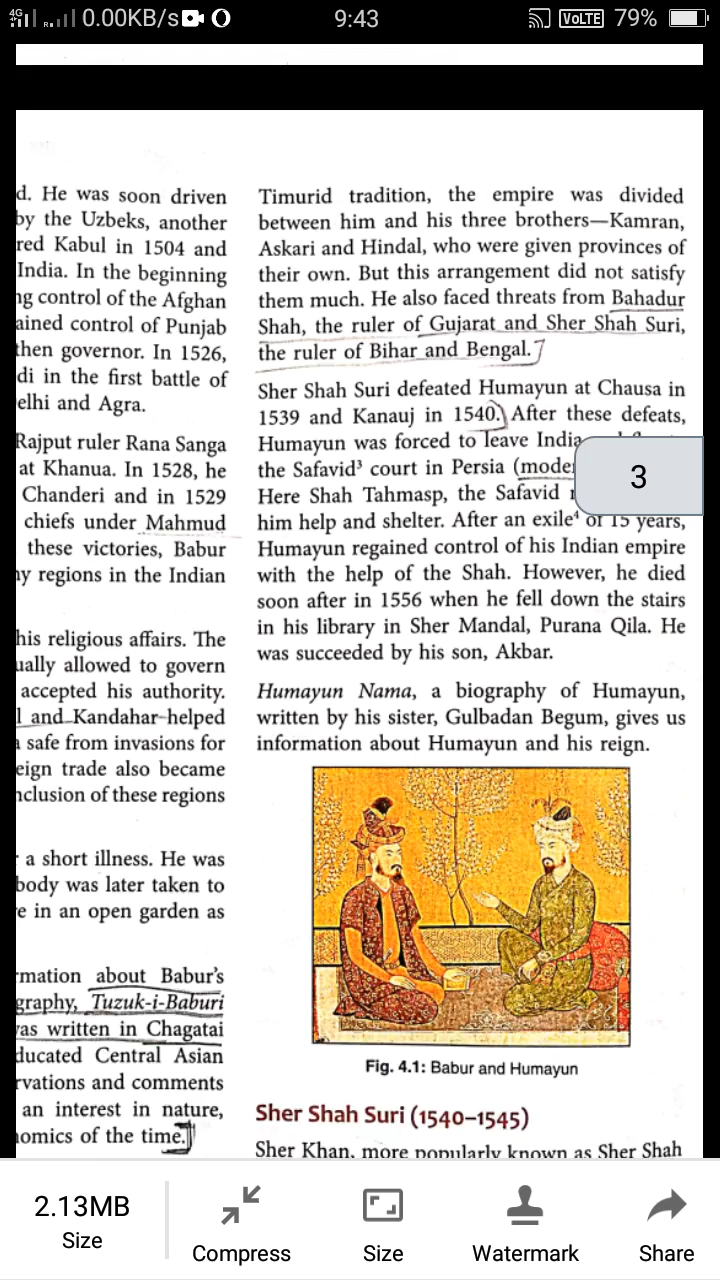 4G R 0.00KB/s 9:43 VoLTE 79%
d. He was soon driven
by the Uzbeks, another
red Kabul in 1504 and
India. In the beginning
ng control of the Afghan
ained control of Punjab
then governor. In 1526,
di in the first battle of
elhi and Agra.
Rajput ruler Rana Sanga
at Khanua. In 1528, he
Chanderi and in 1529
chiefs under Mahmud
these victories, Babur
ny regions in the Indian
his religious affairs. The
ually allowed to govern
accepted his authority.
l and Kandahar helped
a safe from invasions for
eign trade also became
nclusion of these regions
a short illness. He was
body was later taken to
e in an open garden as
rmation about Babur's
graphy, Tuzuk-i-Baburi
as written in Chagatai
ducated Central Asian
rvations and comments
an interest in nature,
omics of the time.
Timurid tradition, the empire was divided
between him and his three brothers—Kamran,
Askari and Hindal, who were given provinces of
their own. But this arrangement did not satisfy
them much. He also faced threats from Bahadur
Shah, the ruler of Gujarat and Sher Shah Suri,
the ruler of Bihar and Bengal.
Sher Shah Suri defeated Humayun at Chausa in
1539 and Kanauj in 1540. After these defeats,
Humayun was forced to leave India
the Safavid³ court in Persia (mode
Here Shah Tahmasp, the Safavid
him help and shelter. After an exile⁴ of 15 years,
Humayun regained control of his Indian empire
with the help of the Shah. However, he died
soon after in 1556 when he fell down the stairs
in his library in Sher Mandal, Purana Qila. He
was succeeded by his son, Akbar.
Humayun Nama, a biography of Humayun,
written by his sister, Gulbadan Begum, gives us
information about Humayun and his reign.
Fig. 4.1: Babur and Humayun
Sher Shah Suri (1540–1545)
Sher Khan, more popularly known as Sher Shah
3
2.13MB
Size
Compress
Size
Watermark
Share